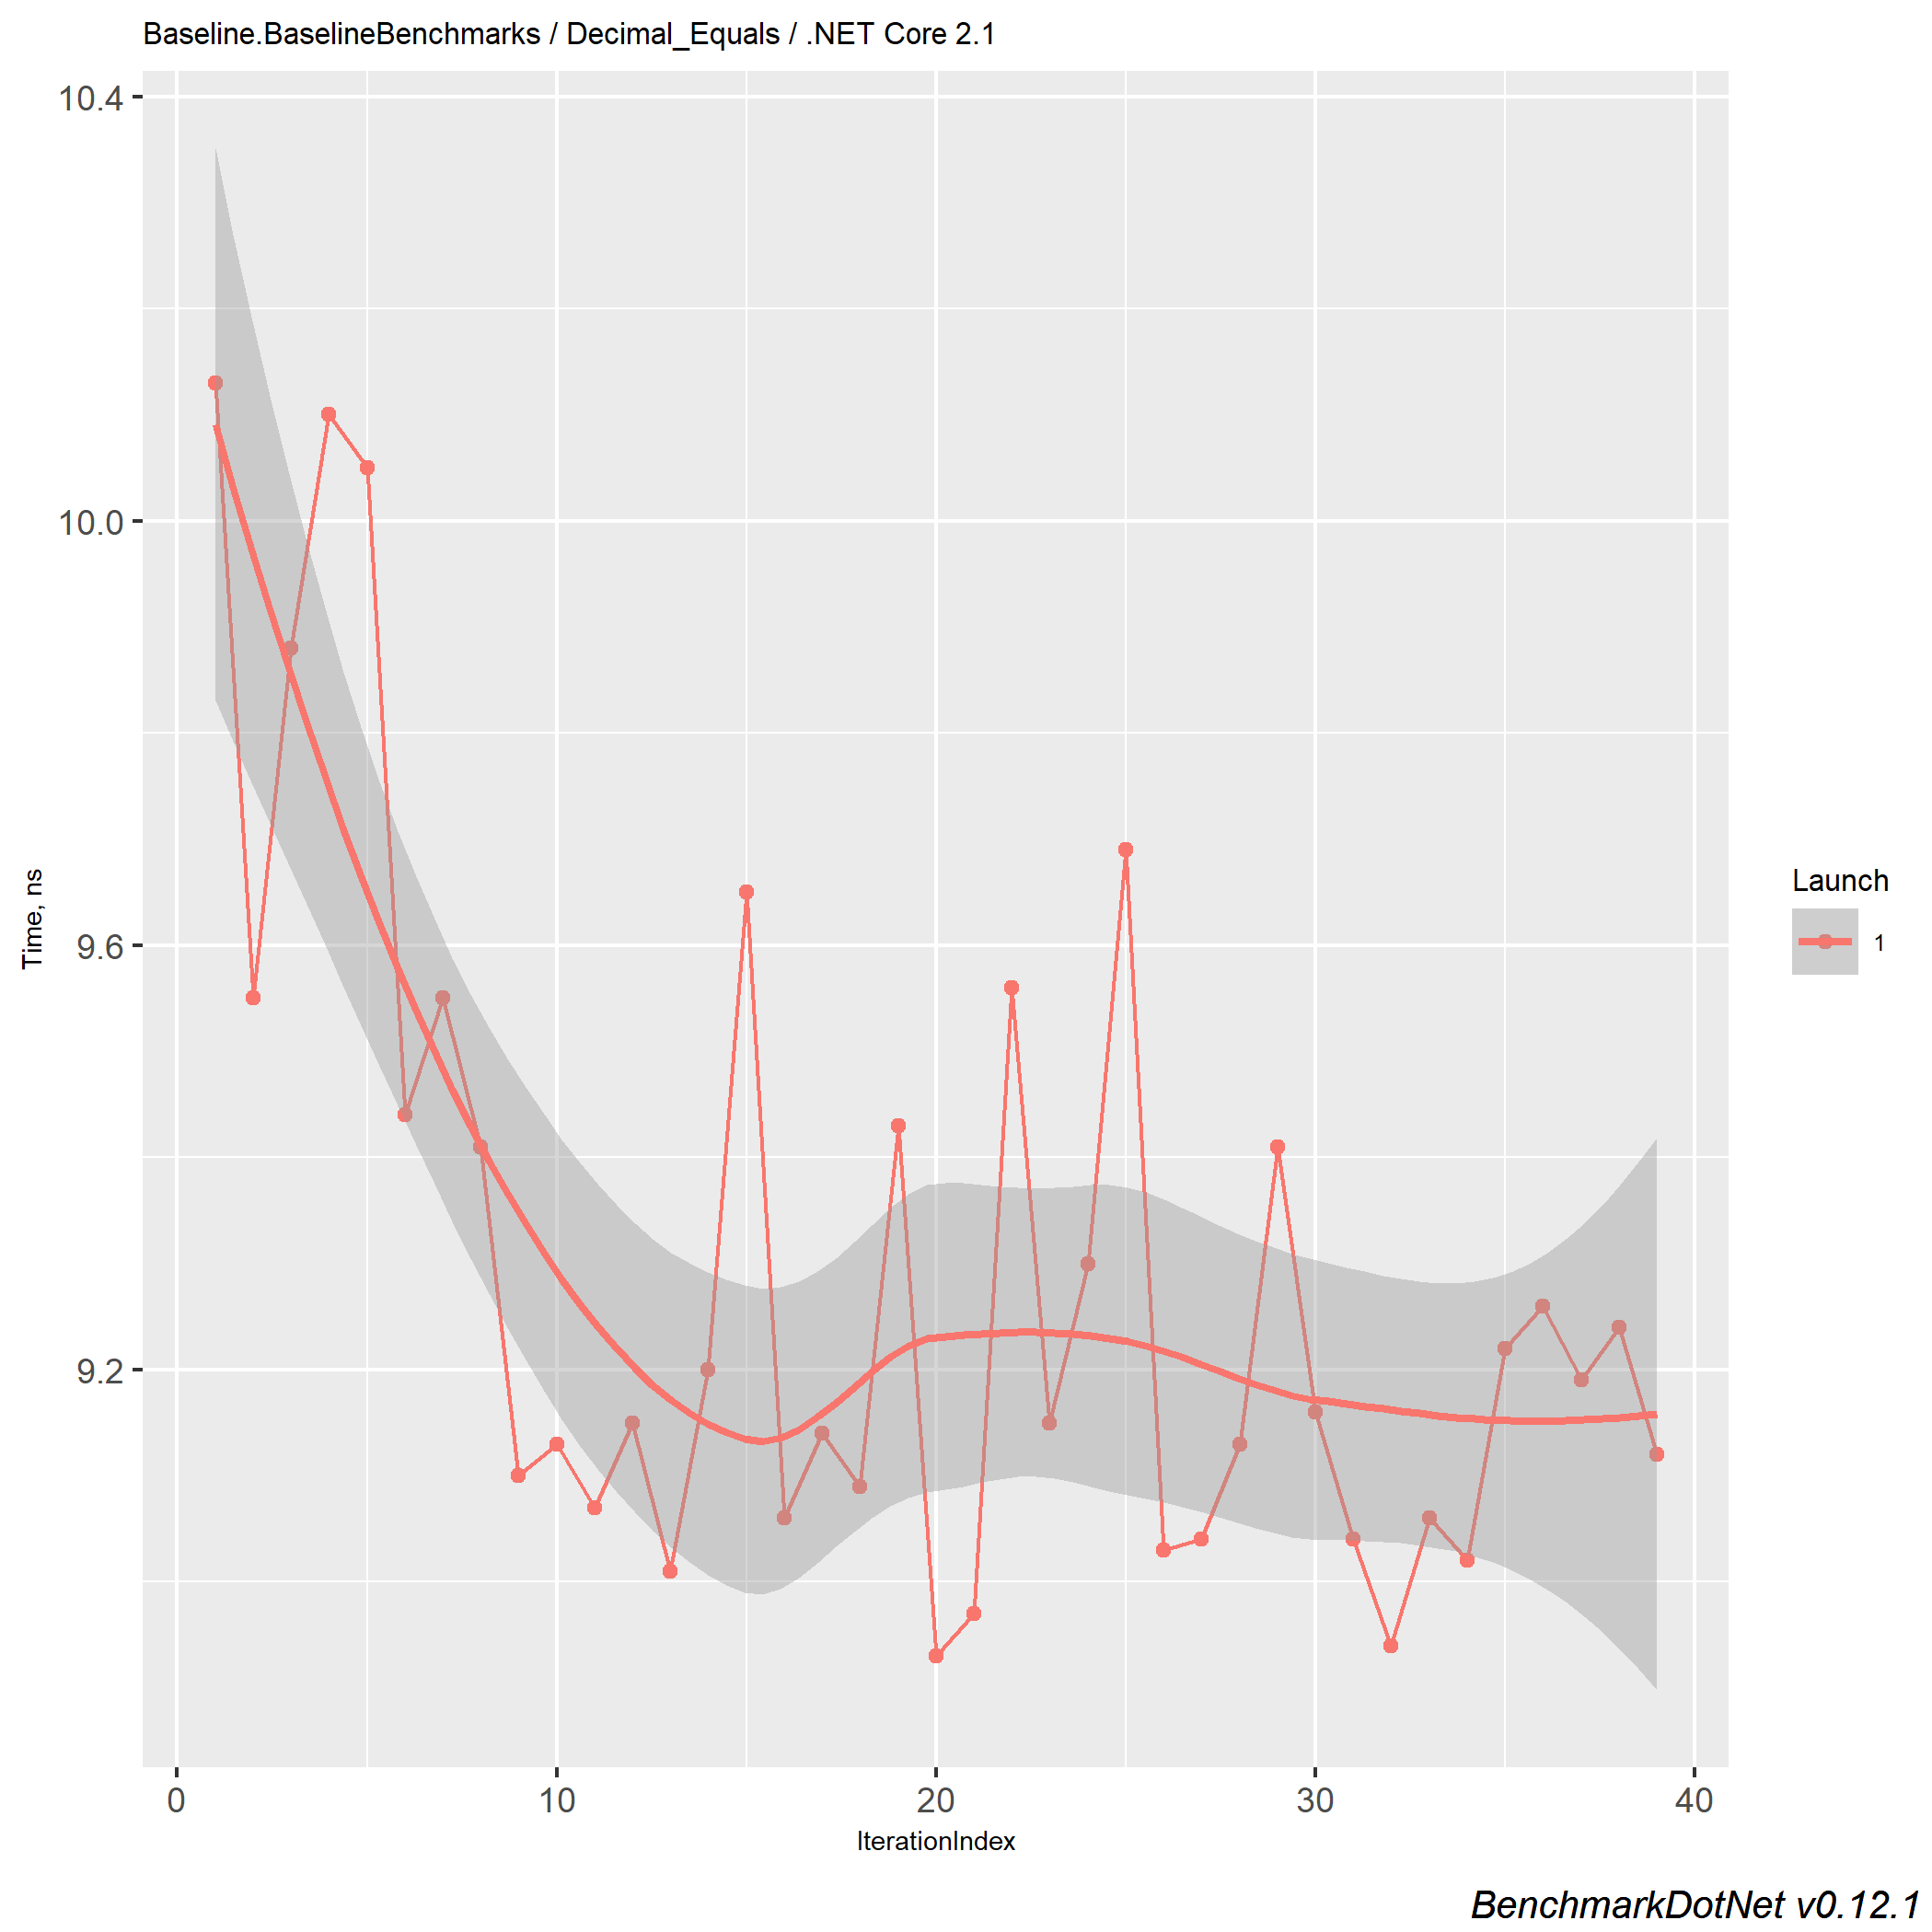 Baseline.BaselineBenchmarks / Decimal_Equals / .NET Core 2.1
10.4
10.0
9.6
9.2
Time, ns
0 10 20 30 40
IterationIndex
Launch
1
BenchmarkDotNet v0.12.1